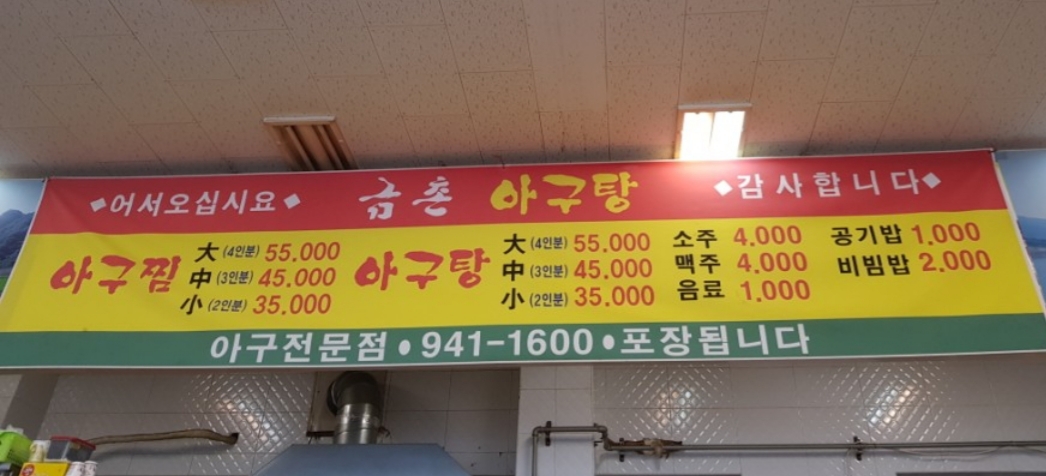 ◆어서오십시요◆ 금촌 아구탕 ◆감사합니다◆
아구찜
大 (4인분) 55.000
中 (3인분) 45.000
小 (2인분) 35.000
아구탕
大 (4인분) 55.000
中 (3인분) 45.000
小 (2인분) 35.000
소주 4.000
맥주 4.000
음료 1.000
공기밥 1.000
비빔밥 2.000
아구전문점 • 941-1600 • 포장됩니다